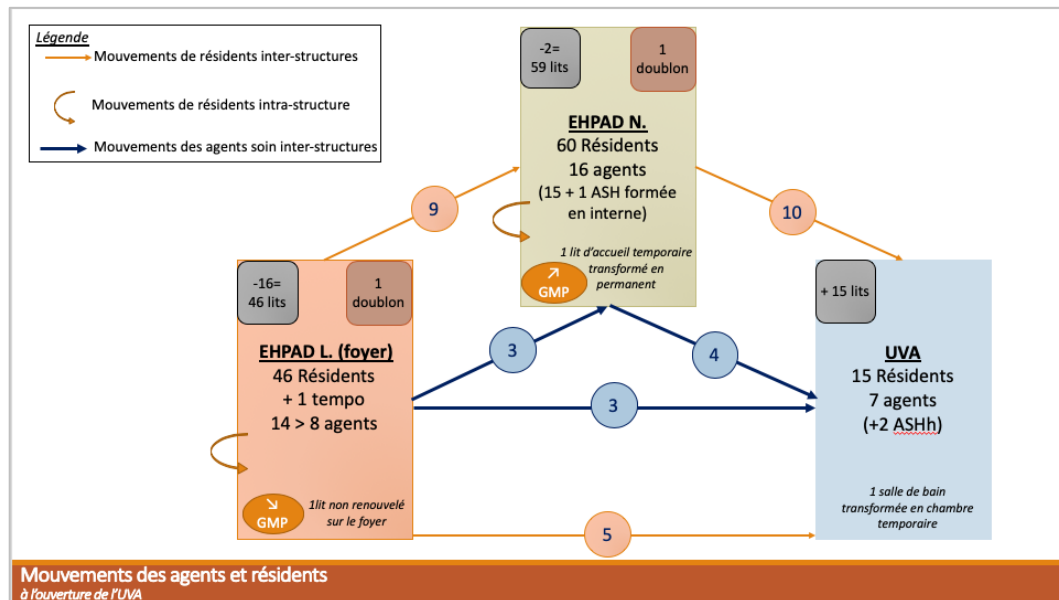 Légende
Mouvements de résidents inter-structures
Mouvements de résidents intra-structure
Mouvements des agents soin inter-structures
-2=
59 lits
1
doublon
EHPAD N.
60 Résidents
16 agents
(15 + 1 ASH formée
en interne)
1 lit d'accueil temporaire
transformé en
permanent
↗
GMP
9
10
-16=
46 lits
1
doublon
EHPAD L. (foyer)
46 Résidents
+ 1 tempo
14 > 8 agents
↘
GMP
1lit non renouvelé
sur le foyer
3
4
3
5
+ 15 lits
UVA
15 Résidents
7 agents
(+2 ASHh)
1 salle de bain
transformée en chambre
temporaire
Mouvements des agents et résidents
à l'ouverture de l'UVA